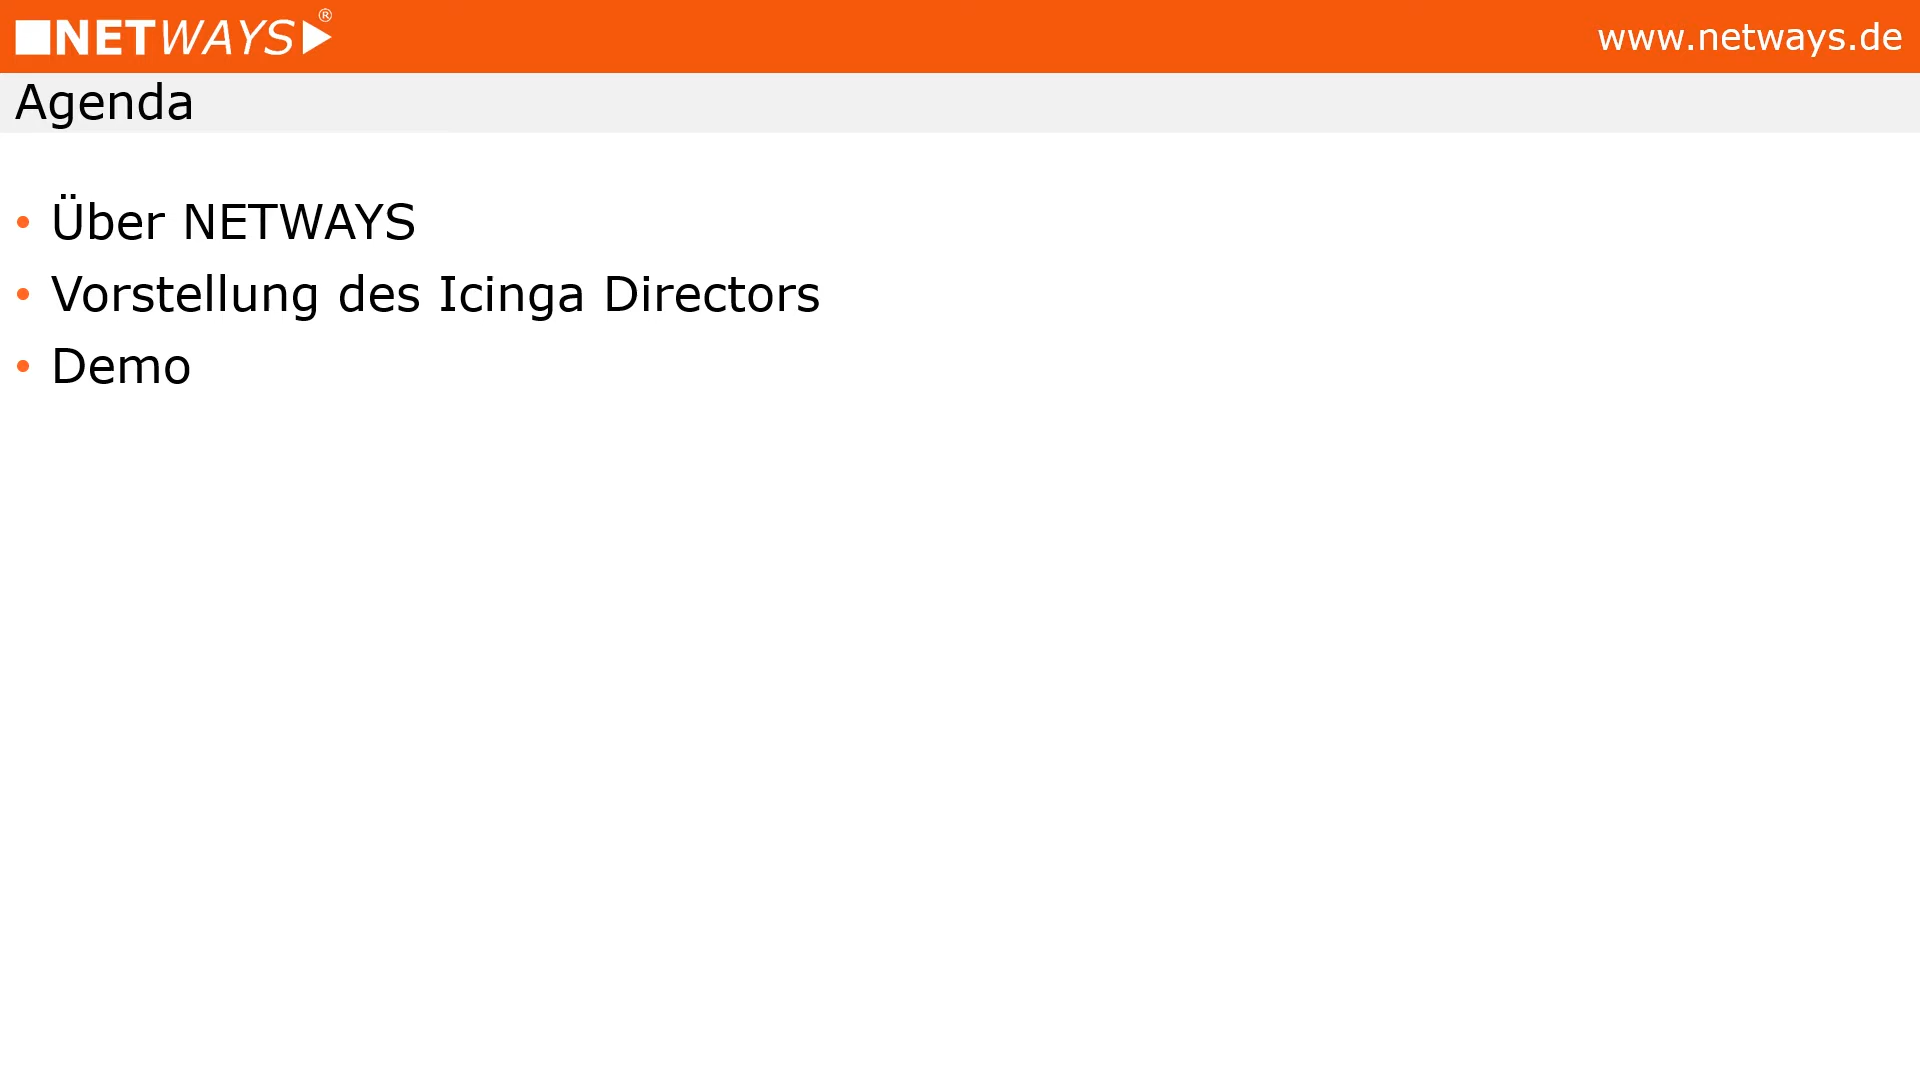 NETWAYS®
www.netways.de
Agenda
• Über NETWAYS
• Vorstellung des Icinga Directors
• Demo